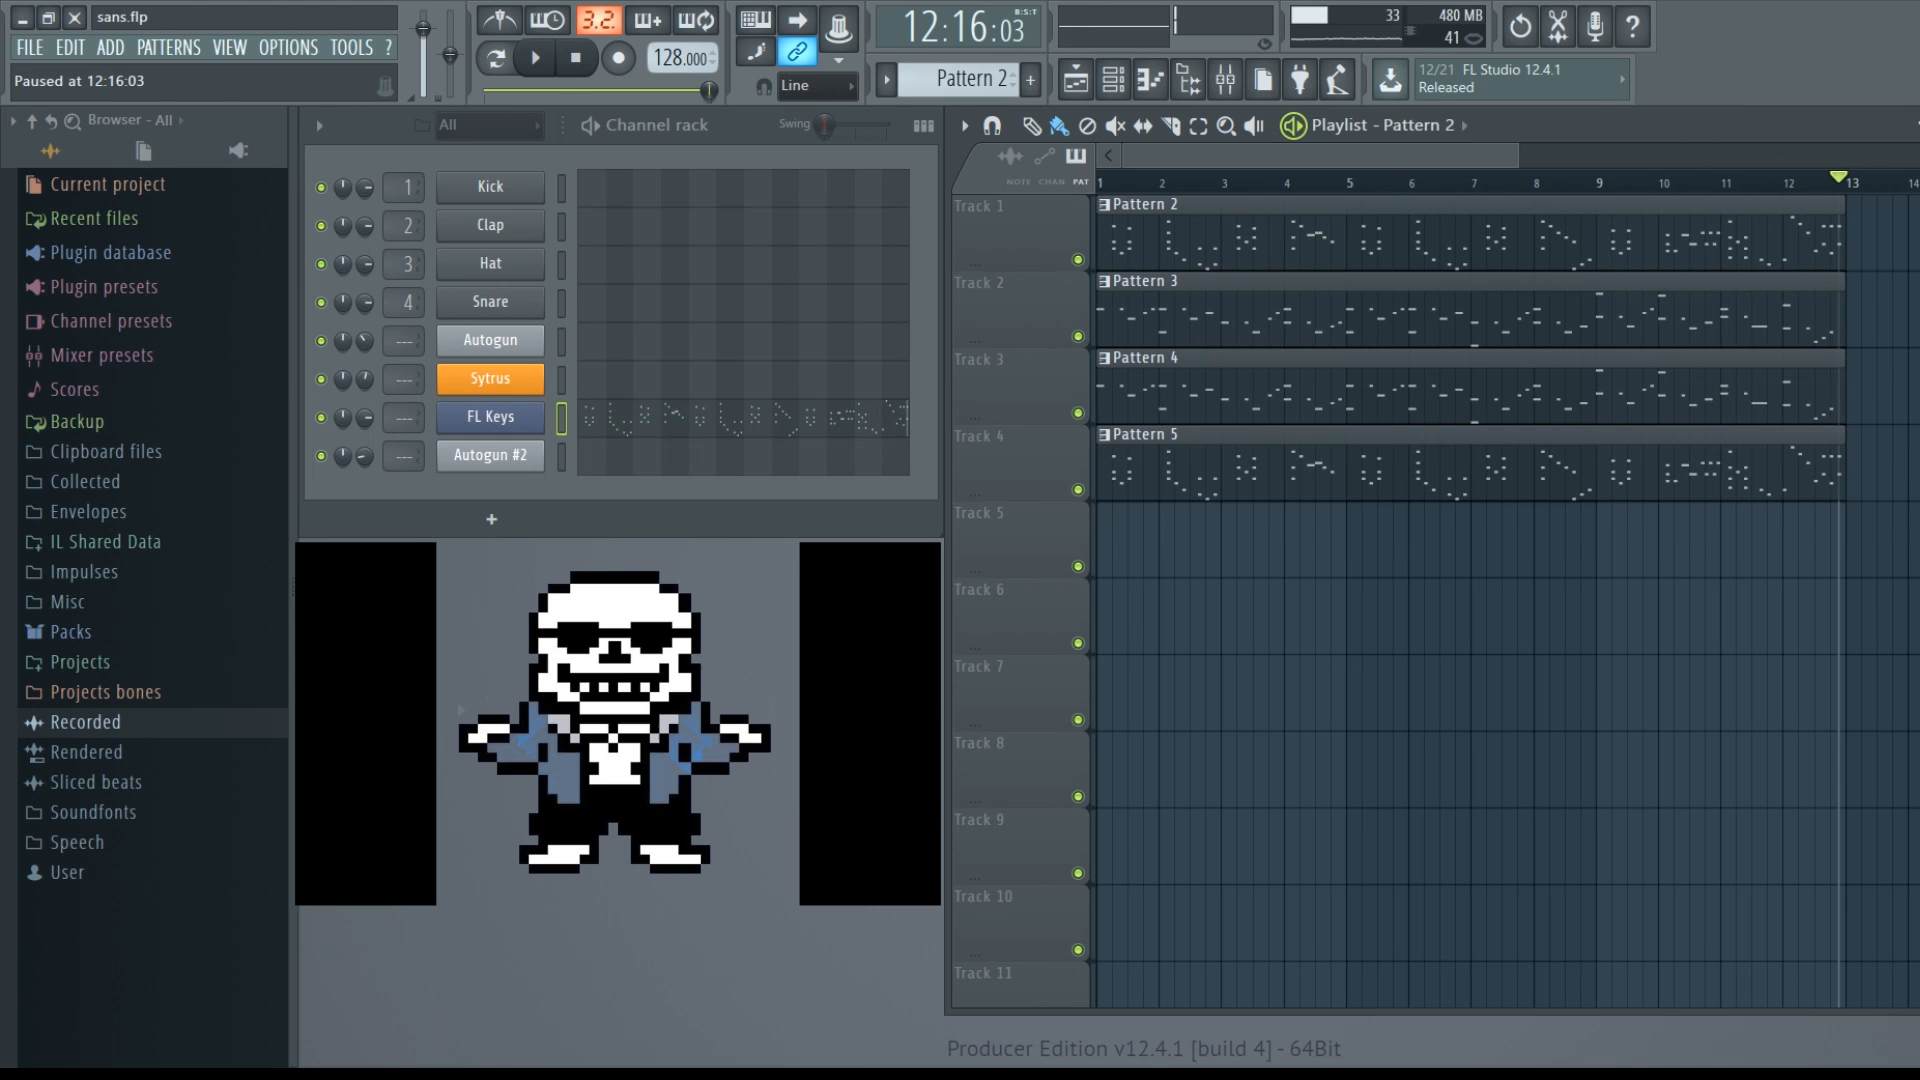 sans.flp
FILE EDIT ADD PATTERNS VIEW OPTIONS TOOLS ?
Paused at 12:16:03
3.2.
128.000
Line
12:16:03
B:S:T
Pattern 2
+
33
480 MB
41
?
12/21 FL Studio 12.4.1
Released
Browser - All
Current project
Recent files
Plugin database
Plugin presets
Channel presets
Mixer presets
Scores
Backup
Clipboard files
Collected
Envelopes
IL Shared Data
Impulses
Misc
Packs
Projects
Projects bones
Recorded
Rendered
Sliced beats
Soundfonts
Speech
User
All
Channel rack
Swing
1 Kick
2 Clap
3 Hat
4 Snare
--- Autogun
--- Sytrus
--- FL Keys
--- Autogun #2
+
Playlist - Pattern 2
NOTE CHAN PAT
1 2 3 4 5 6 7 8 9 10 11 12 13 14
Track 1
Pattern 2
Track 2
Pattern 3
Track 3
Pattern 4
Track 4
Pattern 5
Track 5
Track 6
Track 7
Track 8
Track 9
Track 10
Track 11
Producer Edition v12.4.1 [build 4] - 64Bit